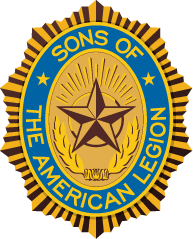 SONS OF
THE AMERICAN LEGION